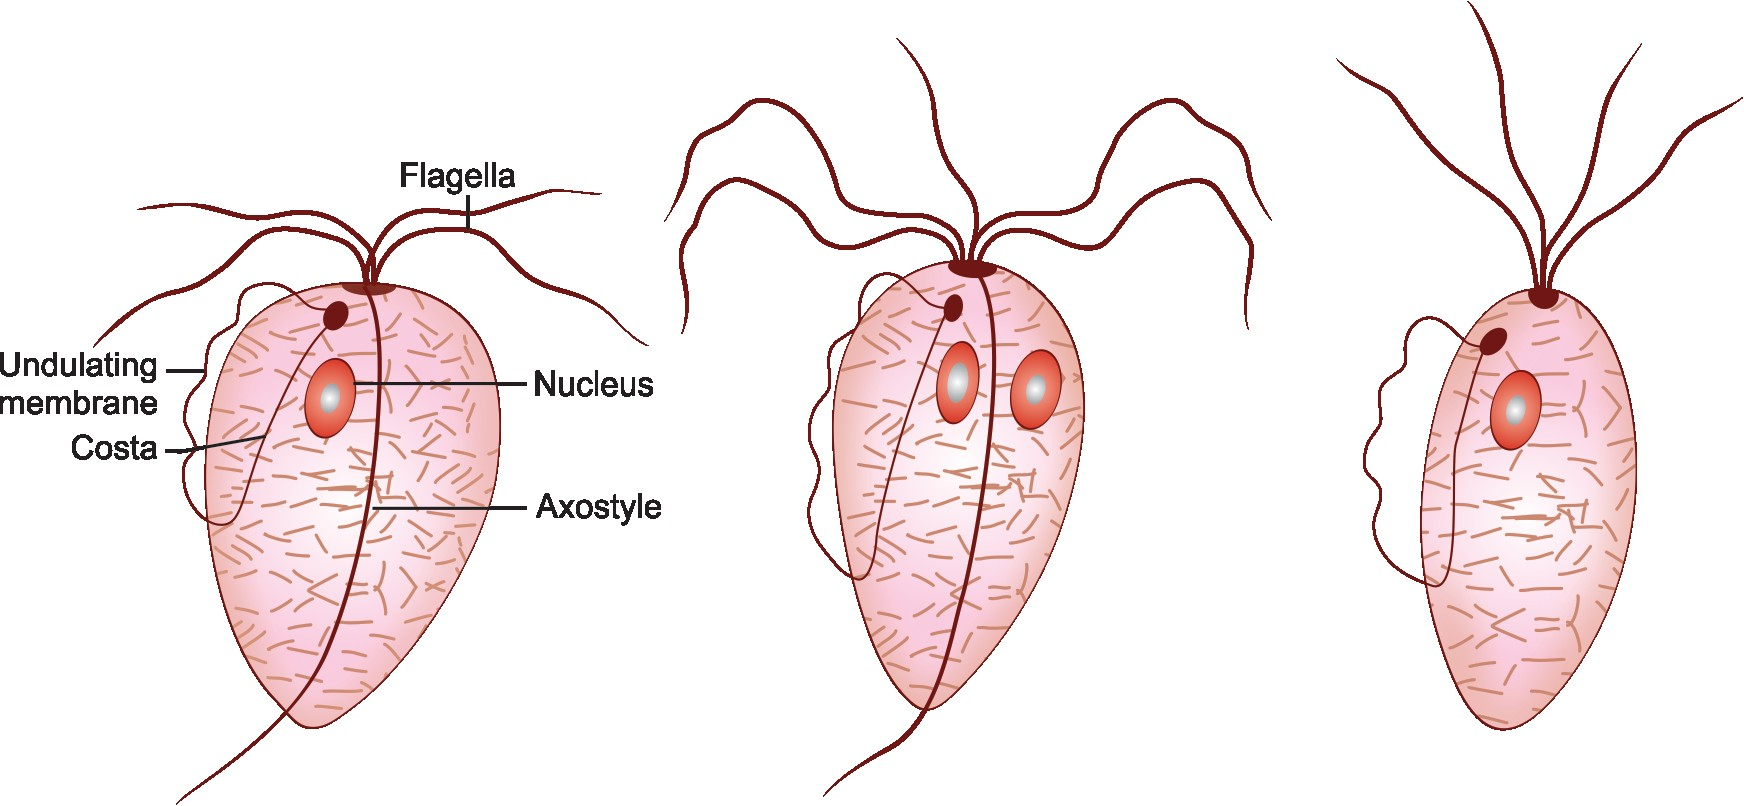 Flagella
Undulating
membrane
Nucleus
Costa
Axostyle